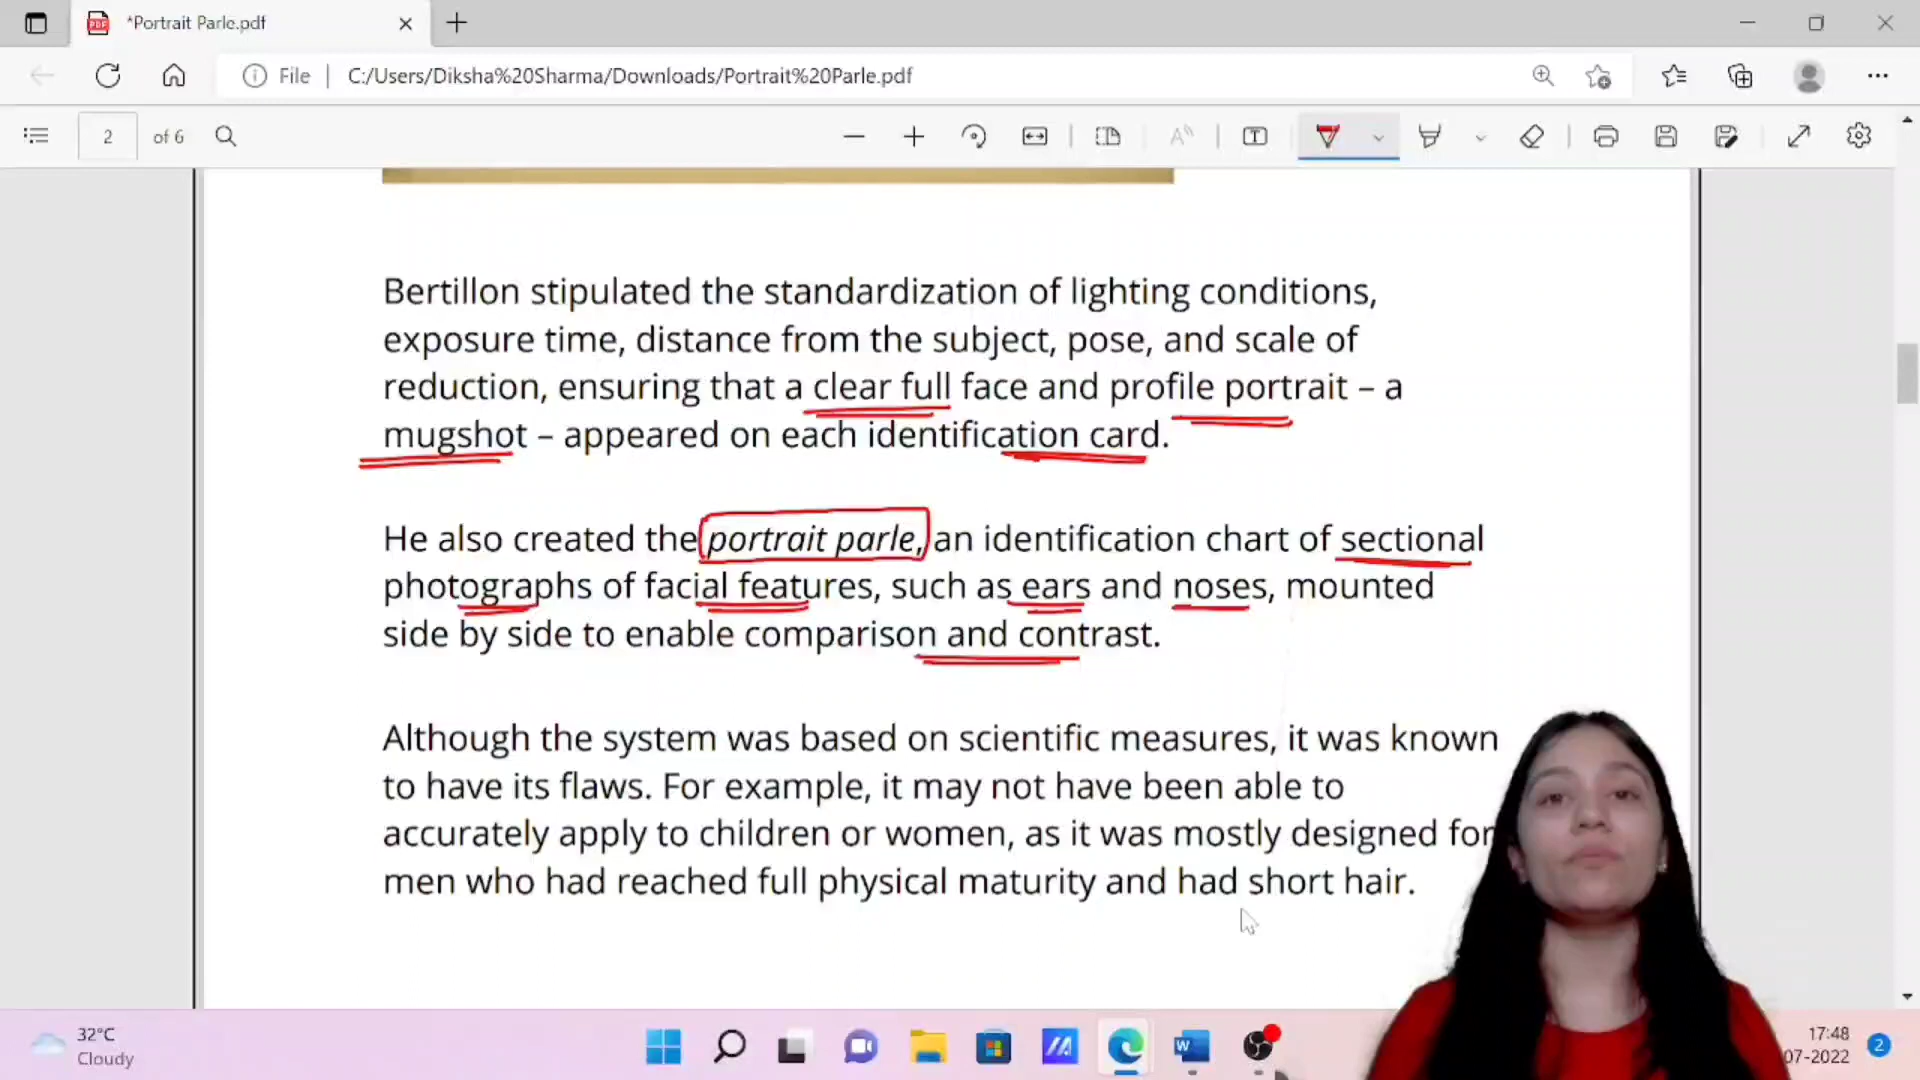 *Portrait Parle.pdf
File | C:/Users/Diksha%20Sharma/Downloads/Portrait%20Parle.pdf
2 of 6
Bertillon stipulated the standardization of lighting conditions,
exposure time, distance from the subject, pose, and scale of
reduction, ensuring that a clear full face and profile portrait – a
mugshot – appeared on each identification card.
He also created the portrait parle, an identification chart of sectional
photographs of facial features, such as ears and noses, mounted
side by side to enable comparison and contrast.
Although the system was based on scientific measures, it was known
to have its flaws. For example, it may not have been able to
accurately apply to children or women, as it was mostly designed for
men who had reached full physical maturity and had short hair.
32°C
Cloudy
17:48
07-2022
2